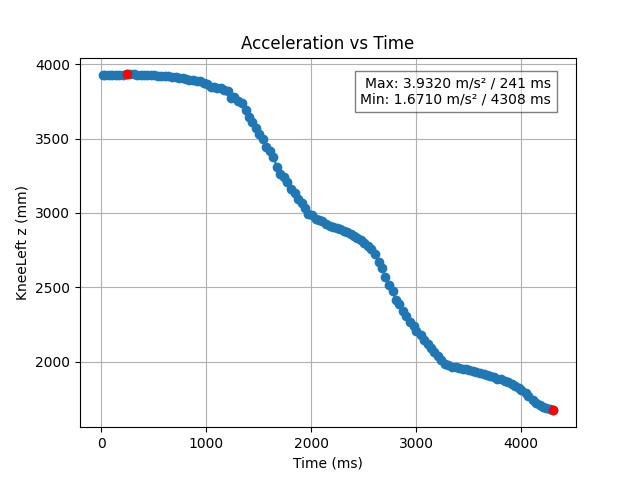 Acceleration vs Time
Max: 3.9320 m/s² / 241 ms
Min: 1.6710 m/s² / 4308 ms
KneeLeft z (mm)
4000
3500
3000
2500
2000
0 1000 2000 3000 4000
Time (ms)